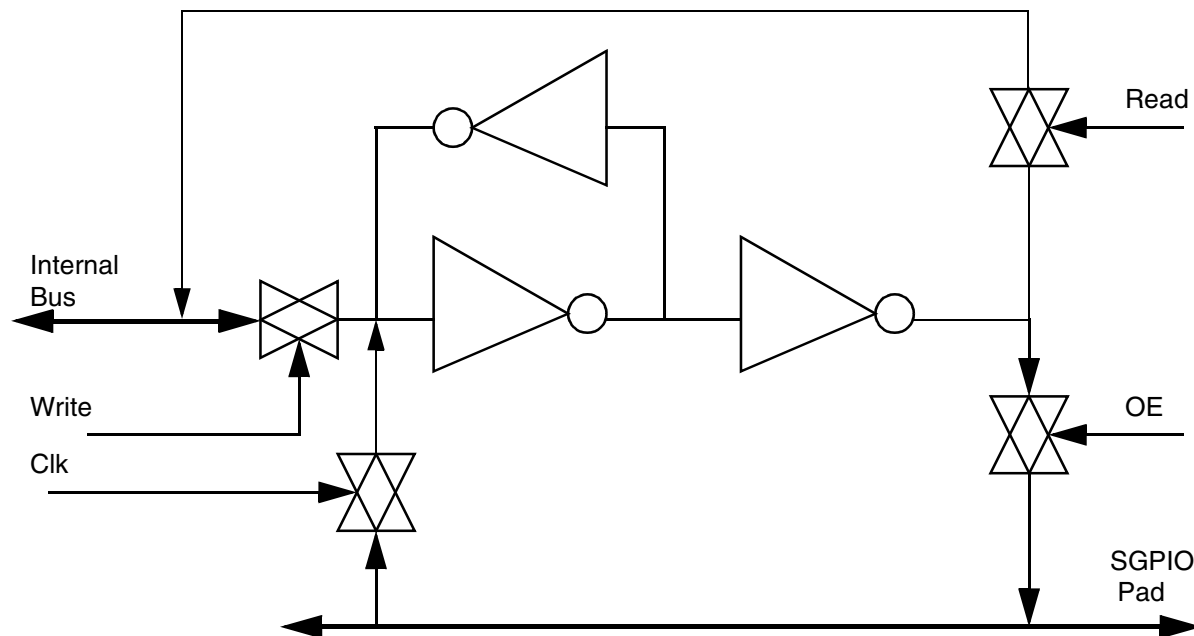 Read
Internal
Bus
Write
OE
Clk
SGPIO
Pad